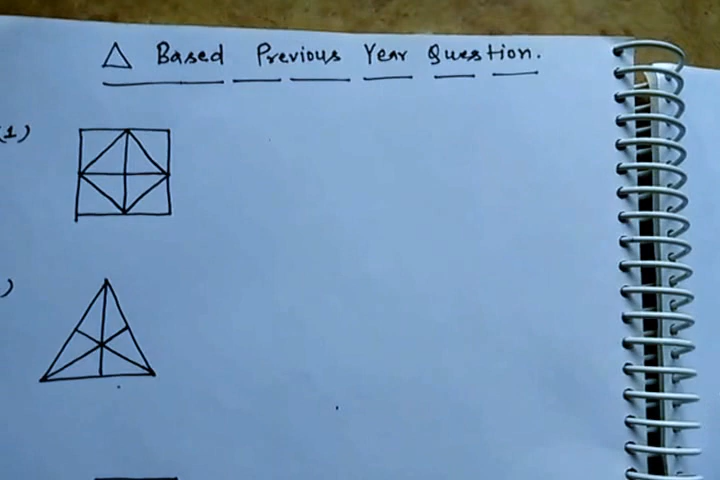 △ Based Previous Year Question.
(1)
)